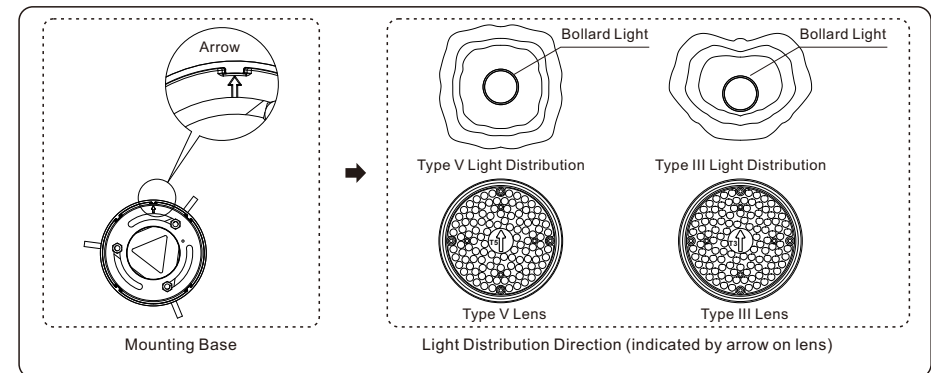 Arrow
Mounting Base
Bollard Light
Bollard Light
Type V Light Distribution
Type III Light Distribution
T5
T3
Type V Lens
Type III Lens
Light Distribution Direction (indicated by arrow on lens)